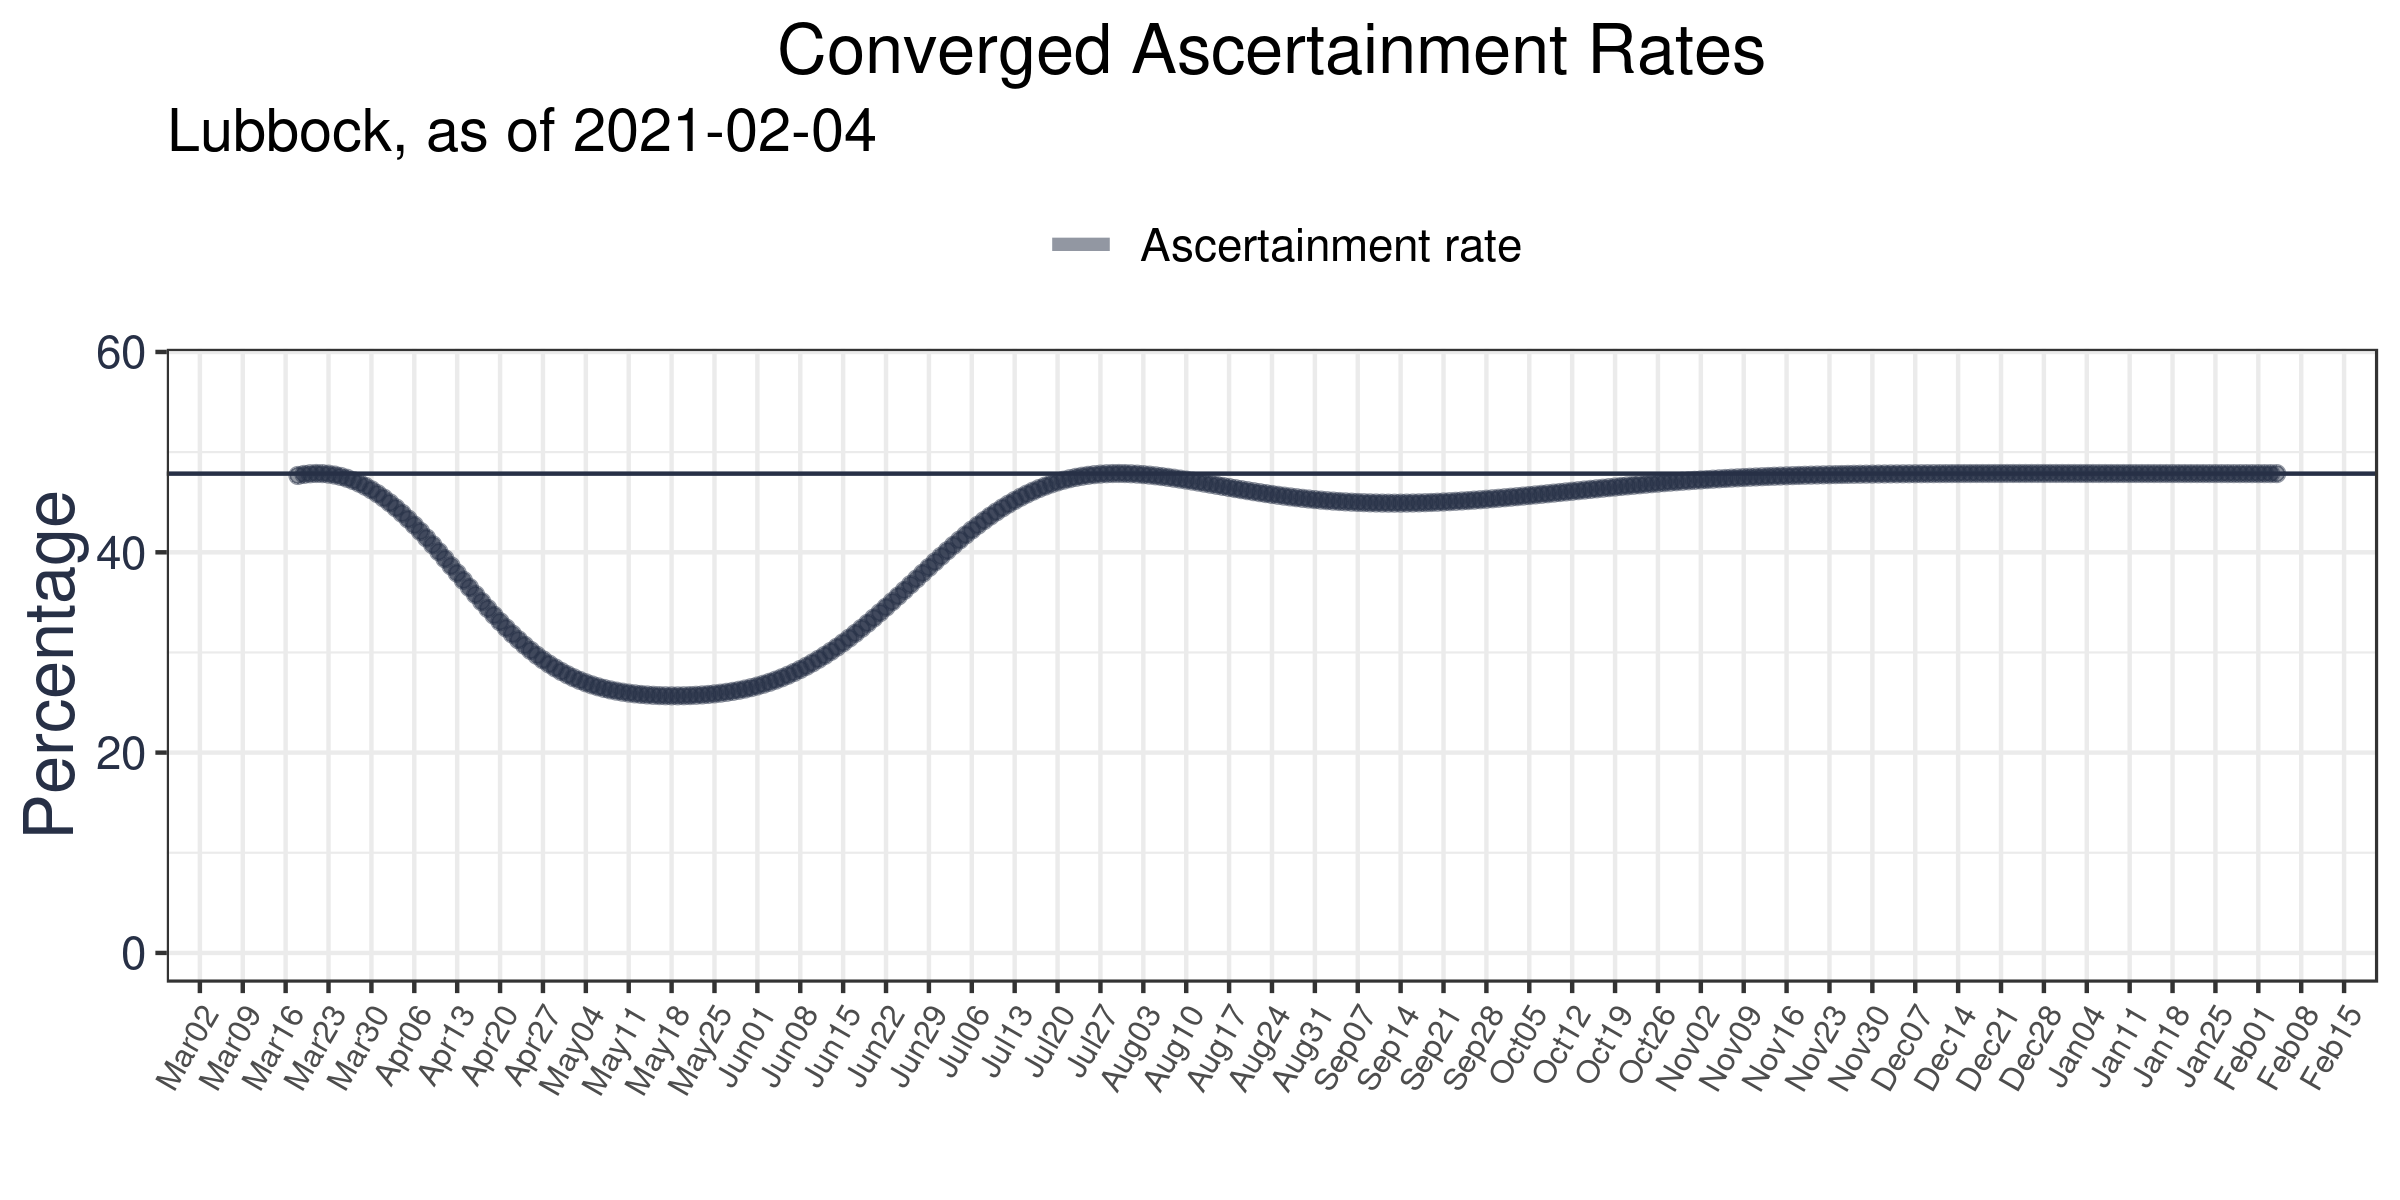 Converged Ascertainment Rates
Lubbock, as of 2021-02-04
Ascertainment rate
Percentage
60
40
20
0
Mar02 Mar09 Mar16 Mar23 Mar30 Apr06 Apr13 Apr20 Apr27 May04 May11 May18 May25 Jun01 Jun08 Jun15 Jun22 Jun29 Jul06 Jul13 Jul20 Jul27 Aug03 Aug10 Aug17 Aug24 Aug31 Sep07 Sep14 Sep21 Sep28 Oct05 Oct12 Oct19 Oct26 Nov02 Nov09 Nov16 Nov23 Nov30 Dec07 Dec14 Dec21 Dec28 Jan04 Jan11 Jan18 Jan25 Feb01 Feb08 Feb15